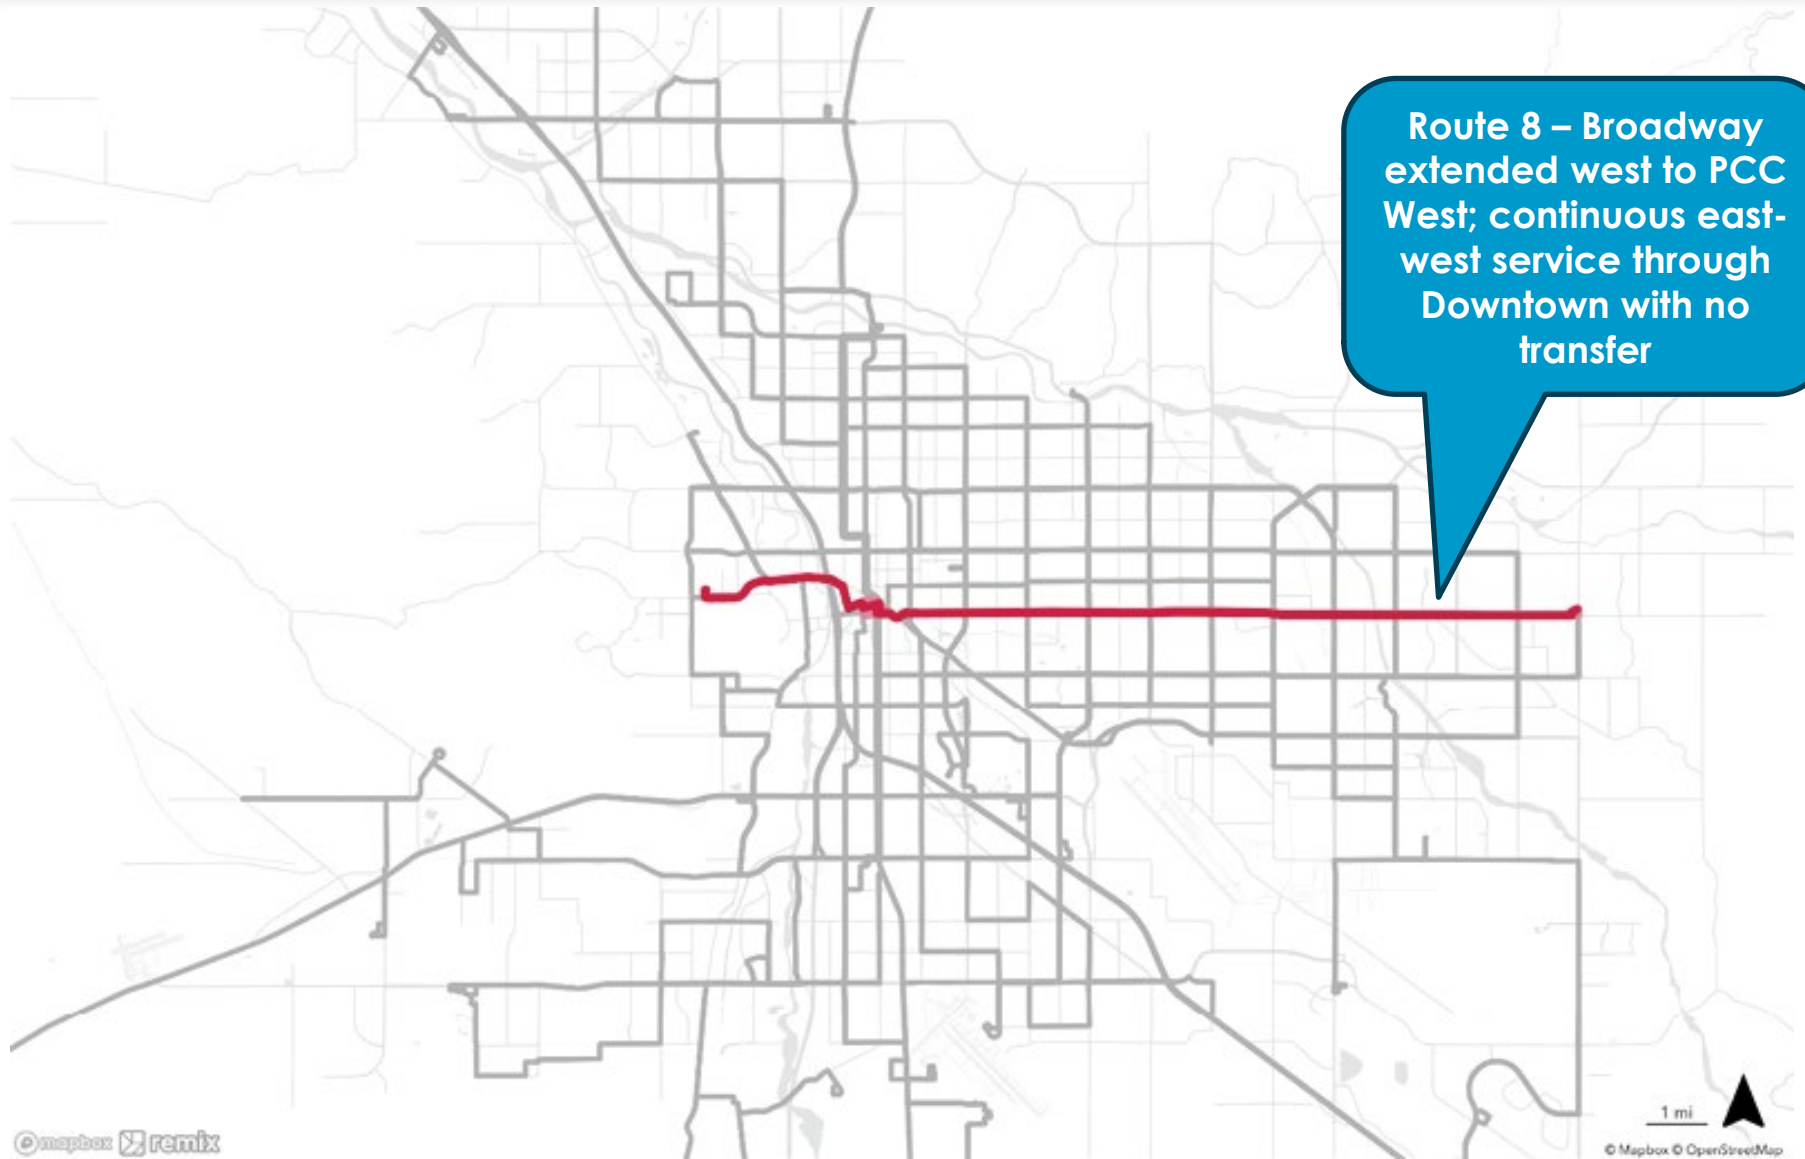 Route 8 – Broadway
extended west to PCC
West; continuous east-
west service through
Downtown with no
transfer
1 mi
mapbox remix
© Mapbox © OpenStreetMap